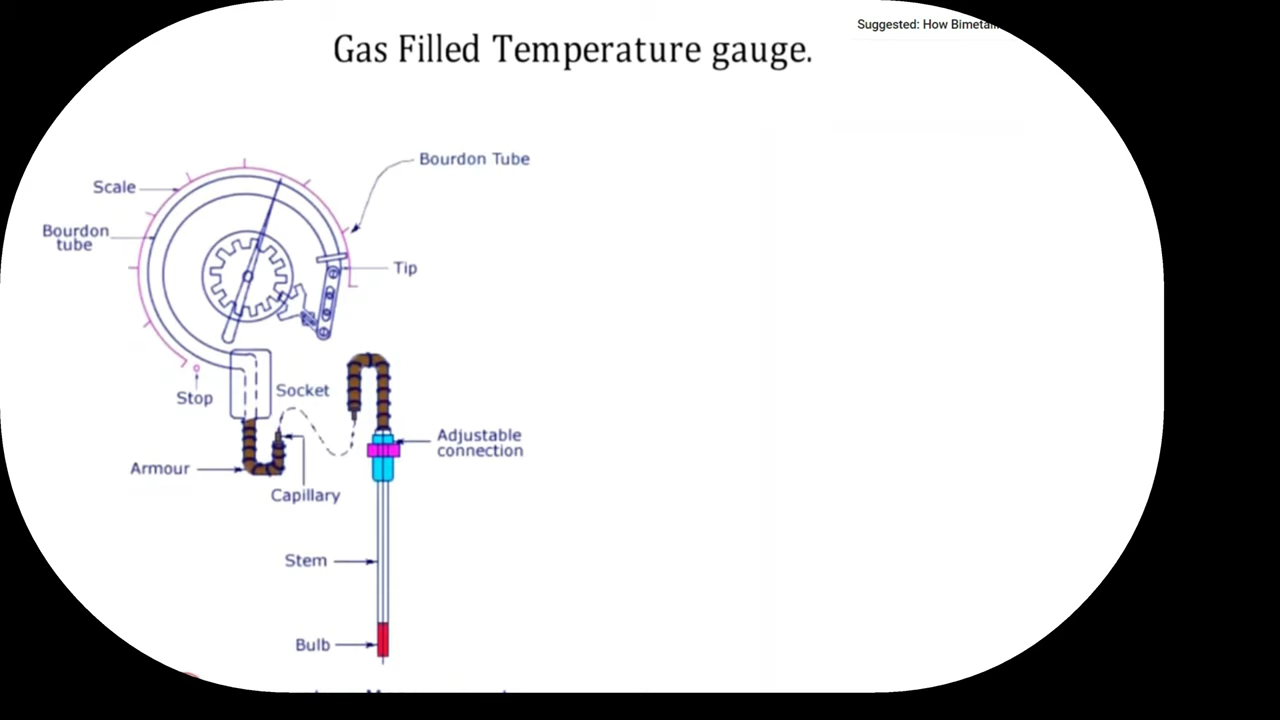 Suggested: How
Gas Filled Temperature gauge.
Bourdon Tube
Scale
Bourdon
tube
Tip
Stop
Socket
Adjustable
connection
Armour
Capillary
Stem
Bulb